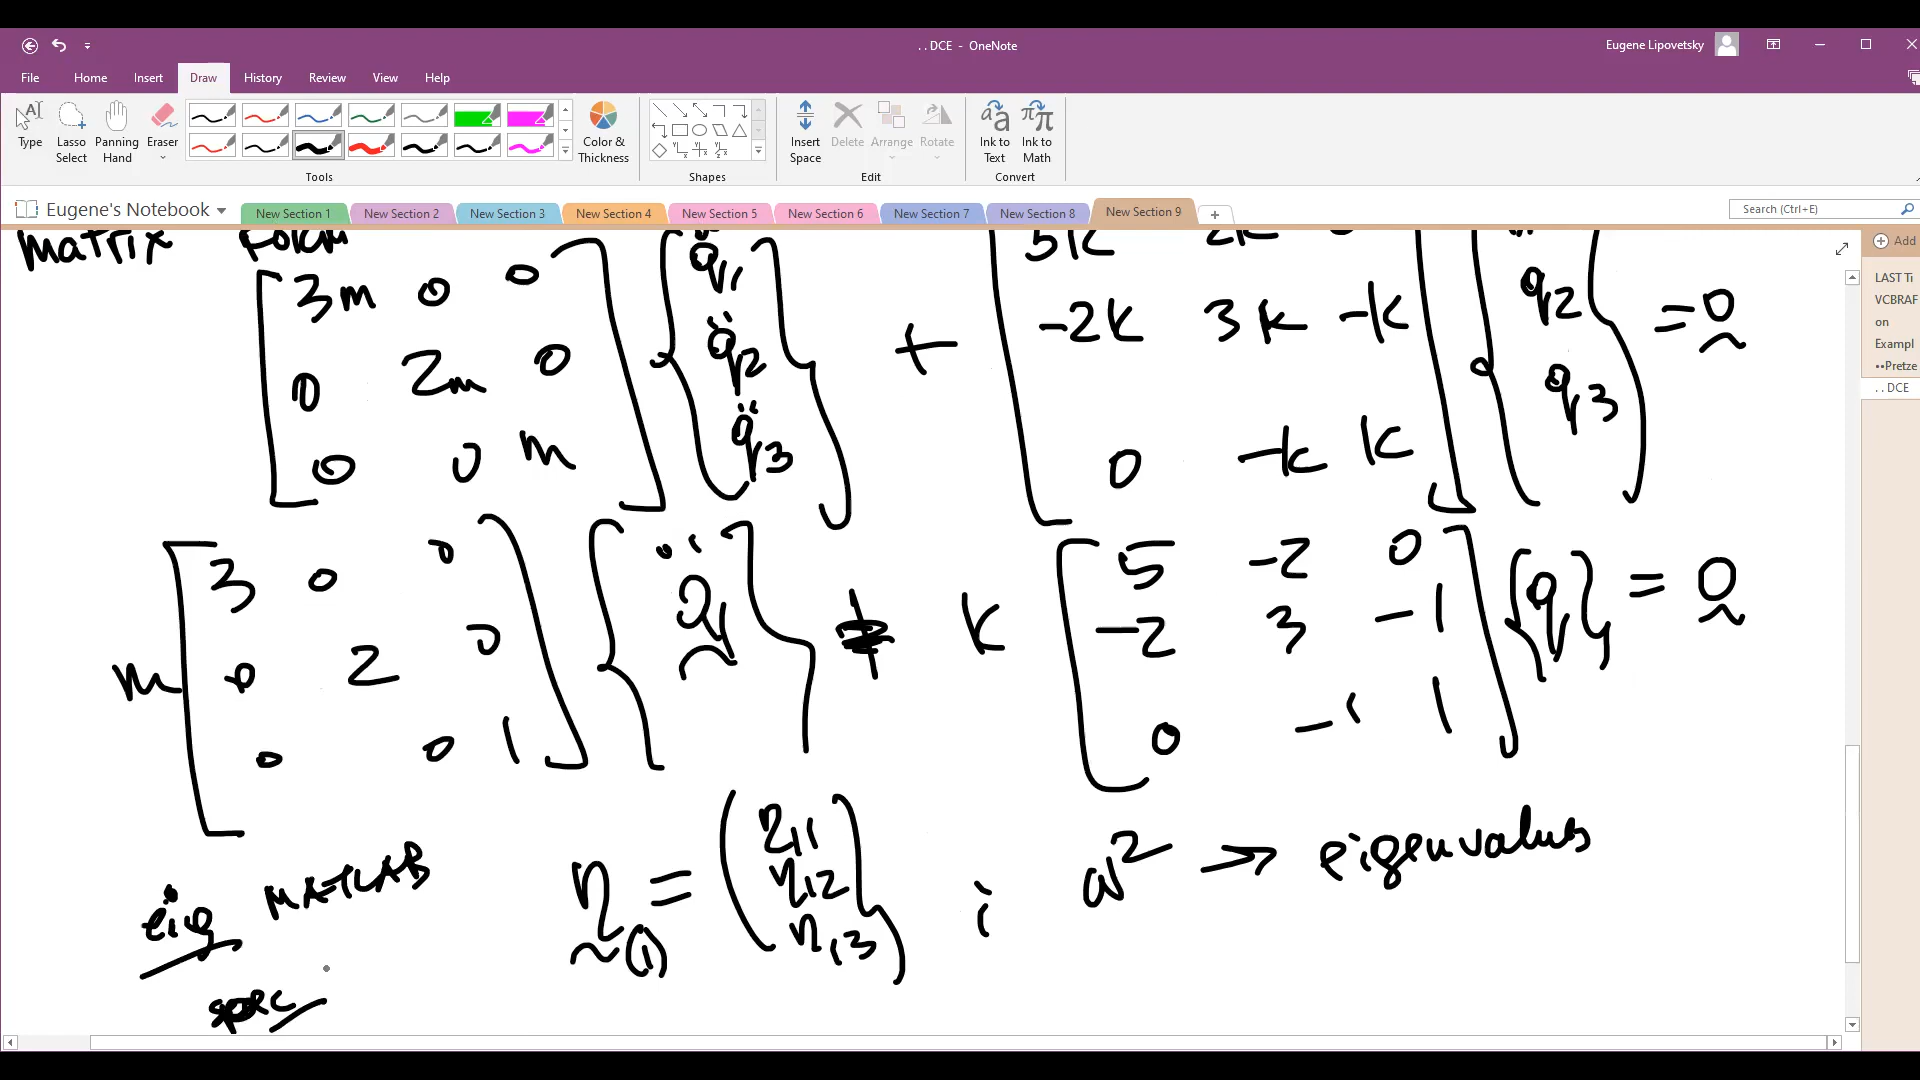 . . DCE - OneNote
Eugene Lipovetsky
File Home Insert Draw History Review View Help
Type
Lasso Select
Panning Hand
Eraser
Color & Thickness
Insert Space
Delete
Arrange
Rotate
Ink to Text
Ink to Math
Tools Shapes Edit Convert
Eugene's Notebook
New Section 1 New Section 2 New Section 3 New Section 4 New Section 5 New Section 6 New Section 7 New Section 8 New Section 9
Search (Ctrl+E)
Add
LAST Ti
VCBRAF
on
Exampl
••Pretze
. . DCE
Matrix Form
3m 0 0
0 2m 0
0 0 m
q̈1
q̈2
q̈3
+
5k 2k
-2k 3k -k
0 -k k
q2
q3
= 0
m
3 0 0
0 2 0
0 0 1
q̈
+ k
5 -2 0
-2 3 -1
0 -1 1
{q} = 0
eig MATLAB
η(1) = (η11 η12 η13) ; ω² → eigenvalues